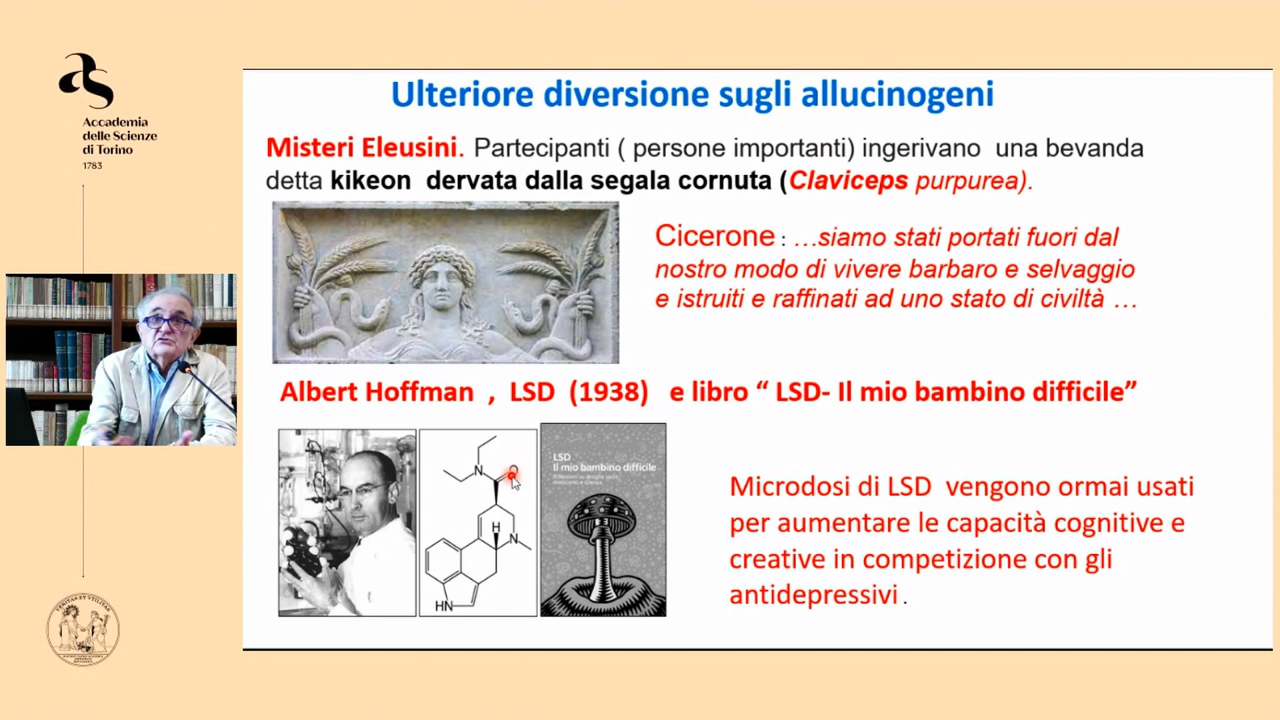 as
Accademia
delle Scienze
di Torino
1783
Ulteriore diversione sugli allucinogeni
Misteri Eleusini. Partecipanti ( persone importanti) ingerivano una bevanda
detta kikeon dervata dalla segala cornuta (Claviceps purpurea).
Cicerone : …siamo stati portati fuori dal
nostro modo di vivere barbaro e selvaggio
e istruiti e raffinati ad uno stato di civiltà …
Albert Hoffman , LSD (1938) e libro “ LSD- Il mio bambino difficile”
N
O
H
N
HN
LSD
Il mio bambino difficile
Microdosi di LSD vengono ormai usati
per aumentare le capacità cognitive e
creative in competizione con gli
antidepressivi .
VERITAS ET VTILITAS